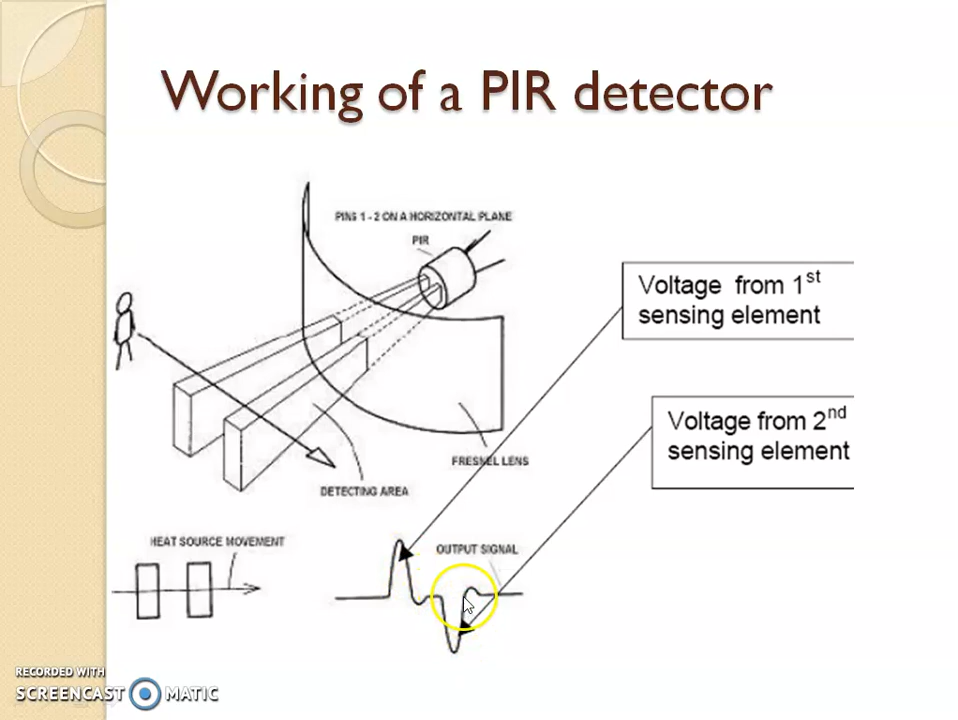 Working of a PIR detector
PINS 1 - 2 ON A HORIZONTAL PLANE
PIR
Voltage from 1st
sensing element
Voltage from 2nd
sensing element
FRESNEL LENS
DETECTING AREA
HEAT SOURCE MOVEMENT
OUTPUT SIGNAL
RECORDED WITH
SCREENCAST MATIC